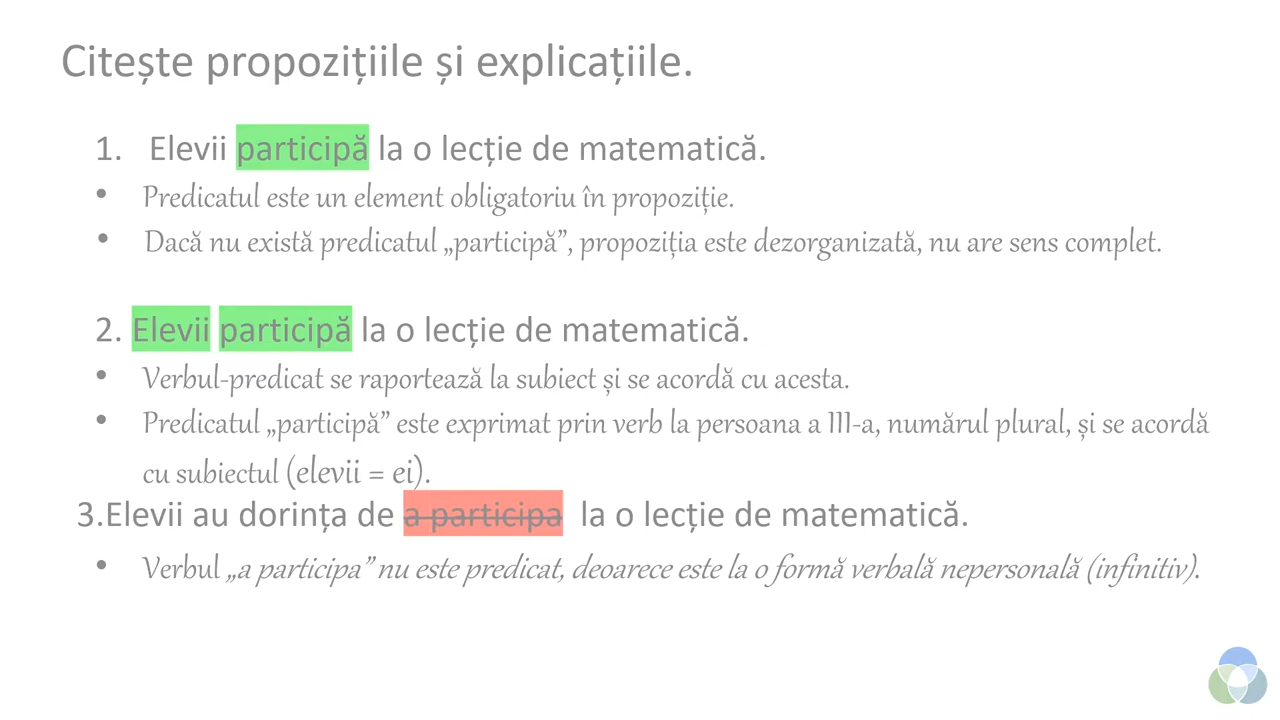 Citește propozițiile și explicațiile.
1. Elevii participă la o lecție de matematică.
• Predicatul este un element obligatoriu în propoziție.
• Dacă nu există predicatul „participă”, propoziția este dezorganizată, nu are sens complet.
2. Elevii participă la o lecție de matematică.
• Verbul-predicat se raportează la subiect și se acordă cu acesta.
• Predicatul „participă” este exprimat prin verb la persoana a III-a, numărul plural, și se acordă
cu subiectul (elevii = ei).
3.Elevii au dorința de a participa la o lecție de matematică.
• Verbul „a participa” nu este predicat, deoarece este la o formă verbală nepersonală (infinitiv).